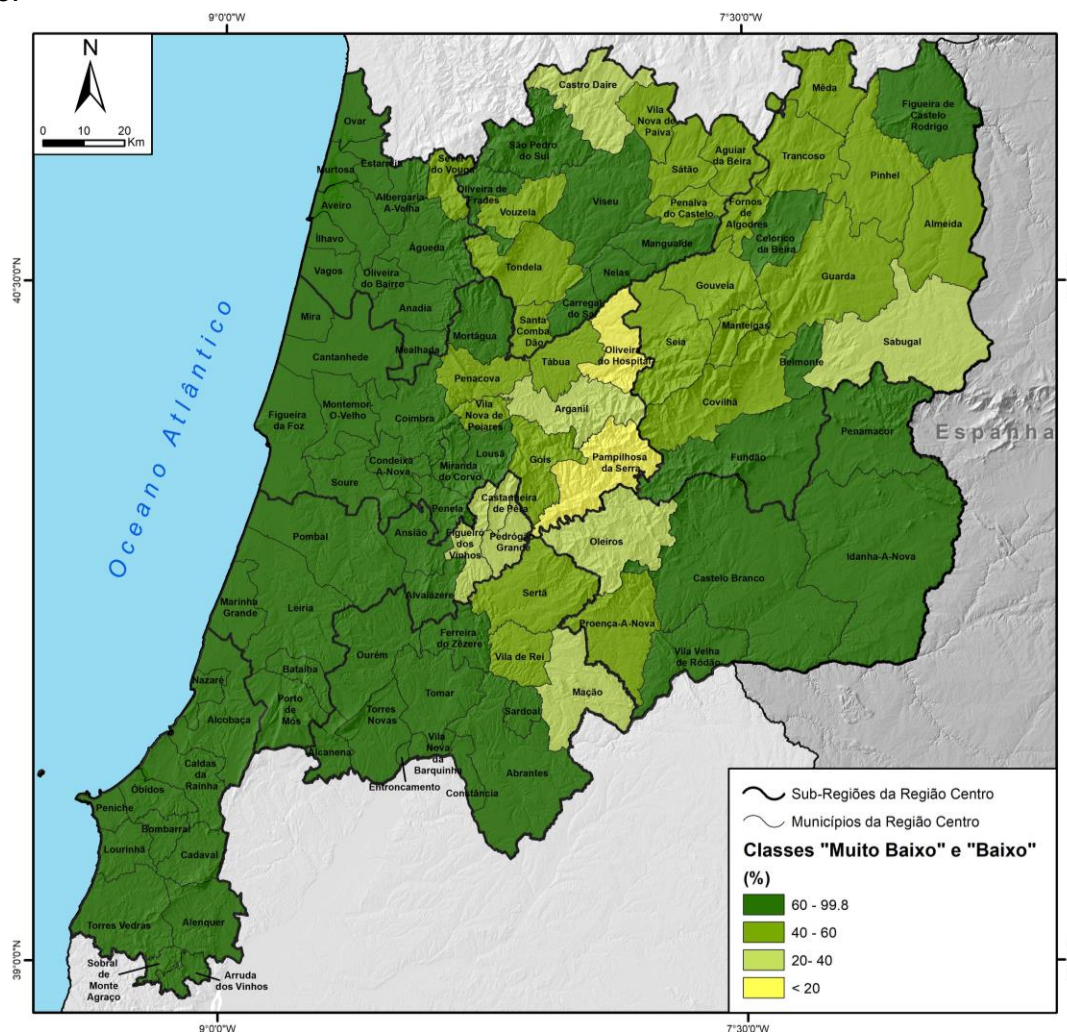 9°0'0"W
7°30'0"W
N
0 10 20
Km
40°30'0"N
39°0'0"N
Oceano Atlântico
Espanha
Castro Daire
Vila
Nova de
Paiva
Mêda
Figueira de
Castelo
Rodrigo
Ovar
São Pedro
do Sul
Aguiar
da Beira
Trancoso
Estarreja
Murtosa
Sever
do Vouga
Sátão
Pinhel
Albergaria-
A-Velha
Oliveira de
Frades
Vouzela
Viseu
Penalva
do Castelo
Fornos
de
Algodres
Almeida
Aveiro
Celorico
da Beira
Ílhavo
Águeda
Mangualde
Vagos
Oliveira
do Bairro
Tondela
Nelas
Guarda
Gouveia
Anadia
Carregal
do Sal
Mira
Mortágua
Santa
Comba
Dão
Manteigas
Cantanhede
Mealhada
Tábua
Oliveira
do Hospital
Seia
Belmonte
Sabugal
Penacova
Covilhã
Montemor-
O-Velho
Coimbra
Vila
Nova de
Poiares
Arganil
Figueira
da Foz
Penamacor
Condeixa-
A-Nova
Lousã
Miranda
do Corvo
Góis
Pampilhosa
da Serra
Fundão
Soure
Castanheira
de Pêra
Penela
Pombal
Ansião
Figueiró
dos
Vinhos
Pedrógão
Grande
Oleiros
Idanha-A-Nova
Castelo Branco
Alvaiázere
Sertã
Marinha
Grande
Leiria
Proença-A-Nova
Ferreira
do Zêzere
Ourém
Vila de Rei
Vila Velha
de Ródão
Batalha
Nazaré
Tomar
Mação
Porto
de
Mós
Torres
Novas
Sardoal
Alcobaça
Alcanena
Vila
Nova
da
Barquinha
Abrantes
Caldas
da
Rainha
Entroncamento
Constância
Óbidos
Peniche
Bombarral
Lourinhã
Cadaval
Torres Vedras
Alenquer
Sobral
de
Monte
Agraço
Arruda
dos Vinhos
Sub-Regiões da Região Centro
Municípios da Região Centro
Classes "Muito Baixo" e "Baixo"
(%)
60 - 99.8
40 - 60
20- 40
< 20
9°0'0"W
7°30'0"W